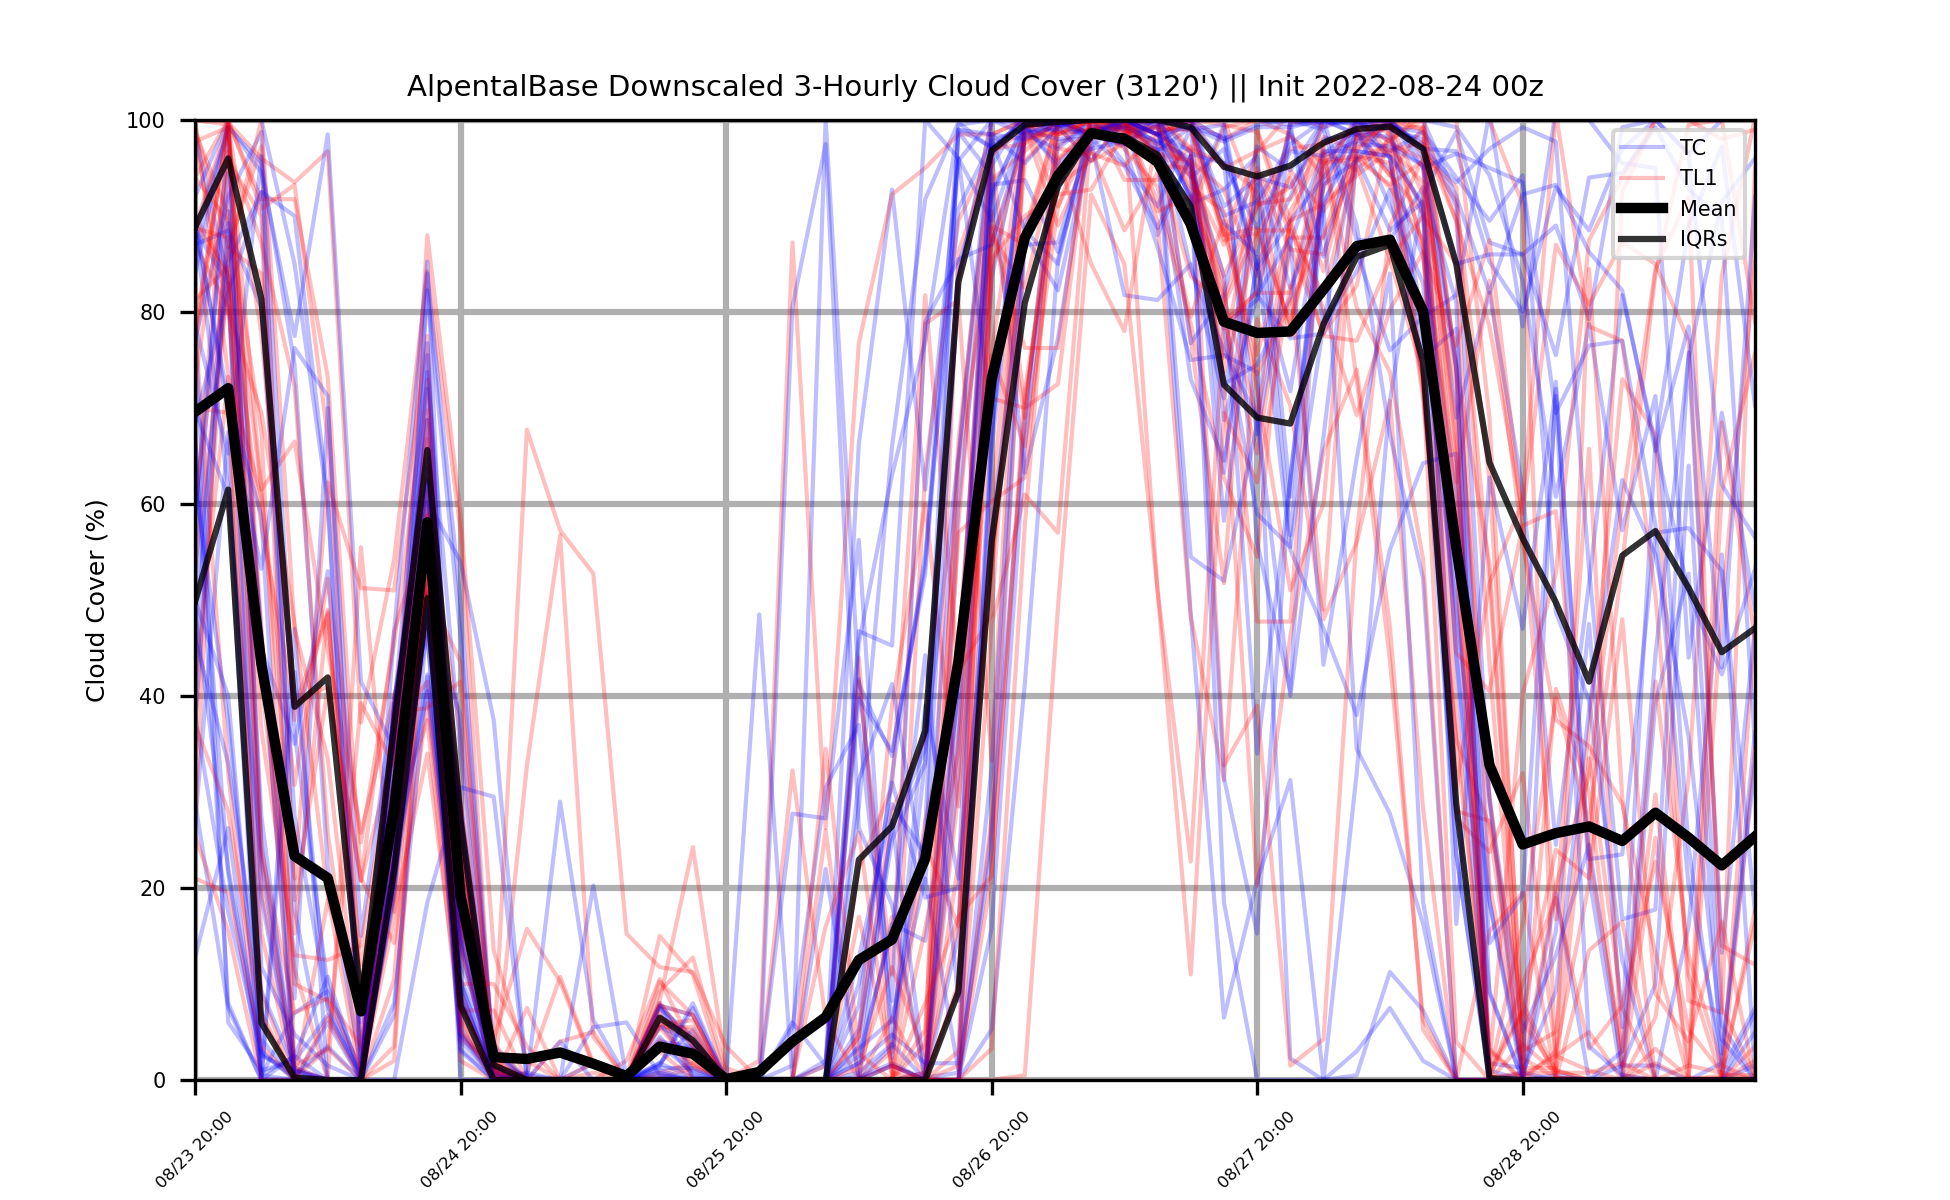 AlpentalBase Downscaled 3-Hourly Cloud Cover (3120') || Init 2022-08-24 00z
100
80
60
40
20
0
Cloud Cover (%)
TC
TL1
Mean
IQRs
08/23 20:00
08/24 20:00
08/25 20:00
08/26 20:00
08/27 20:00
08/28 20:00